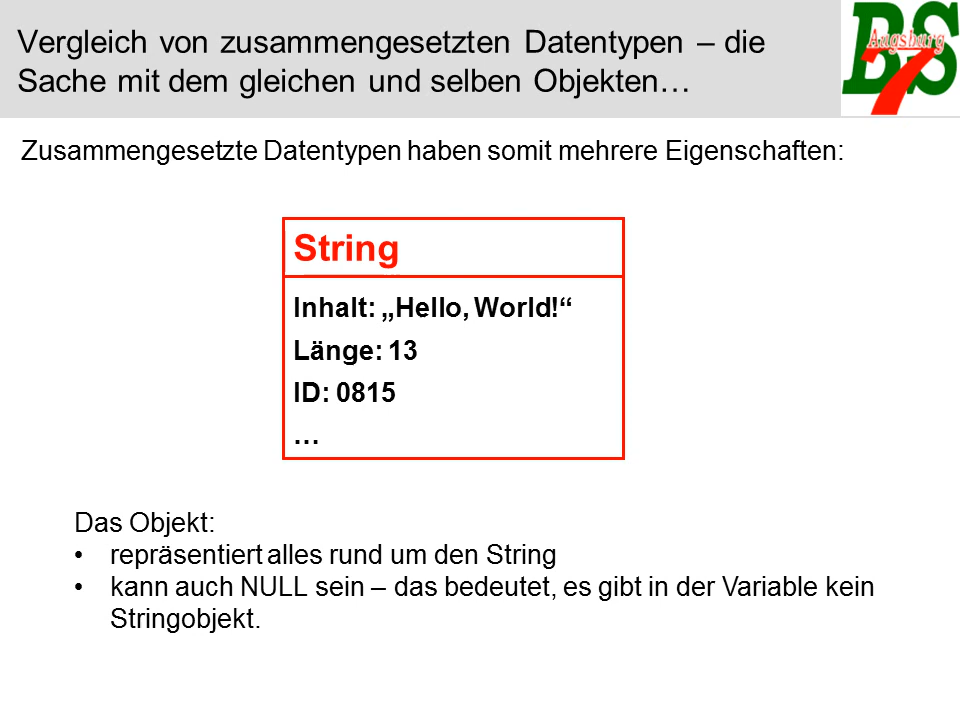 Vergleich von zusammengesetzten Datentypen – die
Sache mit dem gleichen und selben Objekten…
BS
Augsburg
7
Zusammengesetzte Datentypen haben somit mehrere Eigenschaften:
String
Inhalt: „Hello, World!“
Länge: 13
ID: 0815
…
Das Objekt:
• repräsentiert alles rund um den String
• kann auch NULL sein – das bedeutet, es gibt in der Variable kein
Stringobjekt.